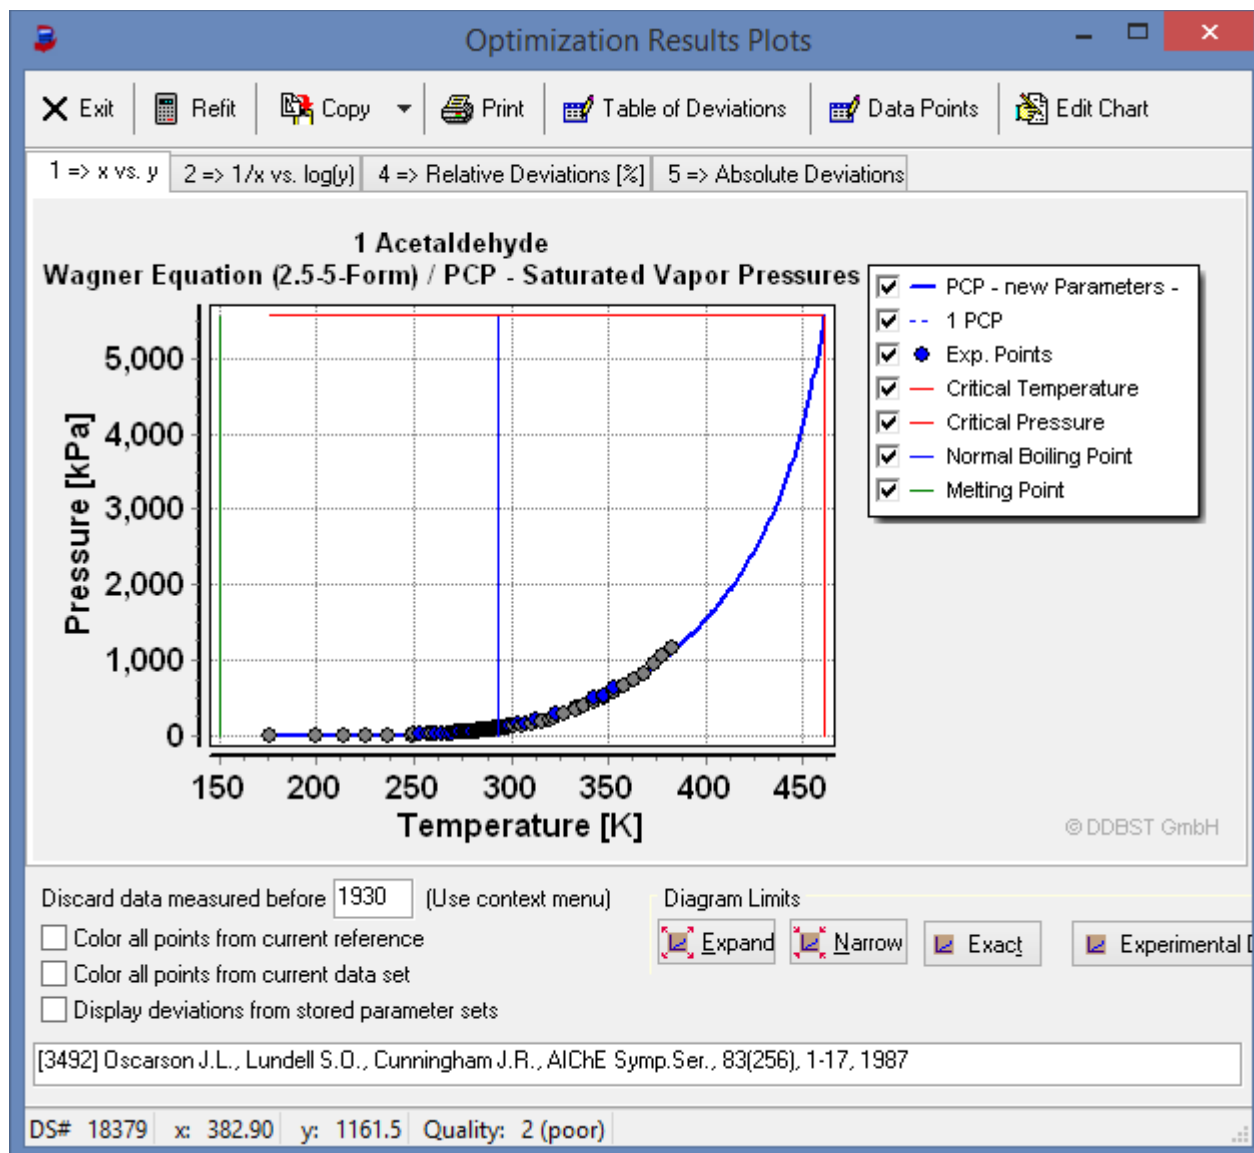 Optimization Results Plots
Exit Refit Copy Print Table of Deviations Data Points Edit Chart
1 => x vs. y 2 => 1/x vs. log(y) 4 => Relative Deviations [%] 5 => Absolute Deviations
1 Acetaldehyde
Wagner Equation (2.5-5-Form) / PCP - Saturated Vapor Pressures
PCP - new Parameters -
1 PCP
Exp. Points
Critical Temperature
Critical Pressure
Normal Boiling Point
Melting Point
Pressure [kPa]
5,000
4,000
3,000
2,000
1,000
0
150 200 250 300 350 400 450
Temperature [K]
© DDBST GmbH
Discard data measured before 1930 (Use context menu)
Diagram Limits
Color all points from current reference
Color all points from current data set
Display deviations from stored parameter sets
Expand Narrow Exact Experimental D
[3492] Oscarson J.L., Lundell S.O., Cunningham J.R., AIChE Symp.Ser., 83(256), 1-17, 1987
DS# 18379 x: 382.90 y: 1161.5 Quality: 2 (poor)